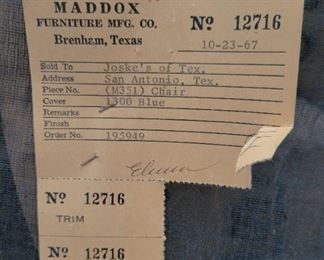 MADDOX
FURNITURE MFG. CO.
Brenham, Texas
Nº 12716
10-23-67
Sold To Joske's of Tex.
Address San Antonio, Tex.
Piece No. (M351) Chair
Cover 1300 Blue
Remarks
Finish
Order No. 195949
Nº 12716
TRIM
Nº 12716